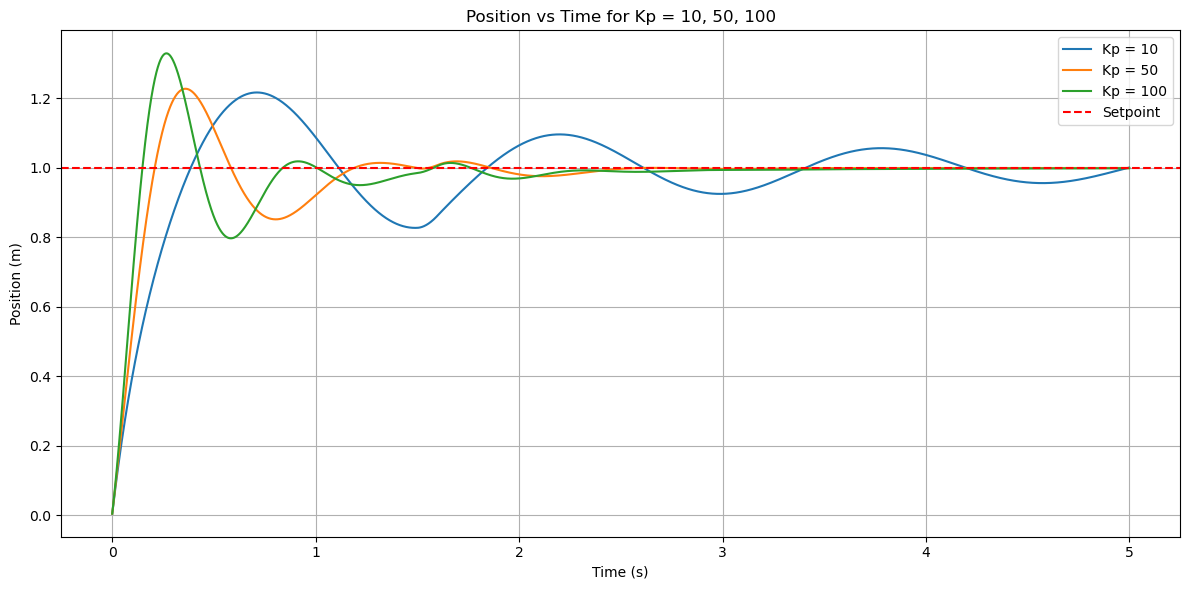 Position vs Time for Kp = 10, 50, 100
Kp = 10
Kp = 50
Kp = 100
Setpoint
Position (m)
1.2
1.0
0.8
0.6
0.4
0.2
0.0
0 1 2 3 4 5
Time (s)